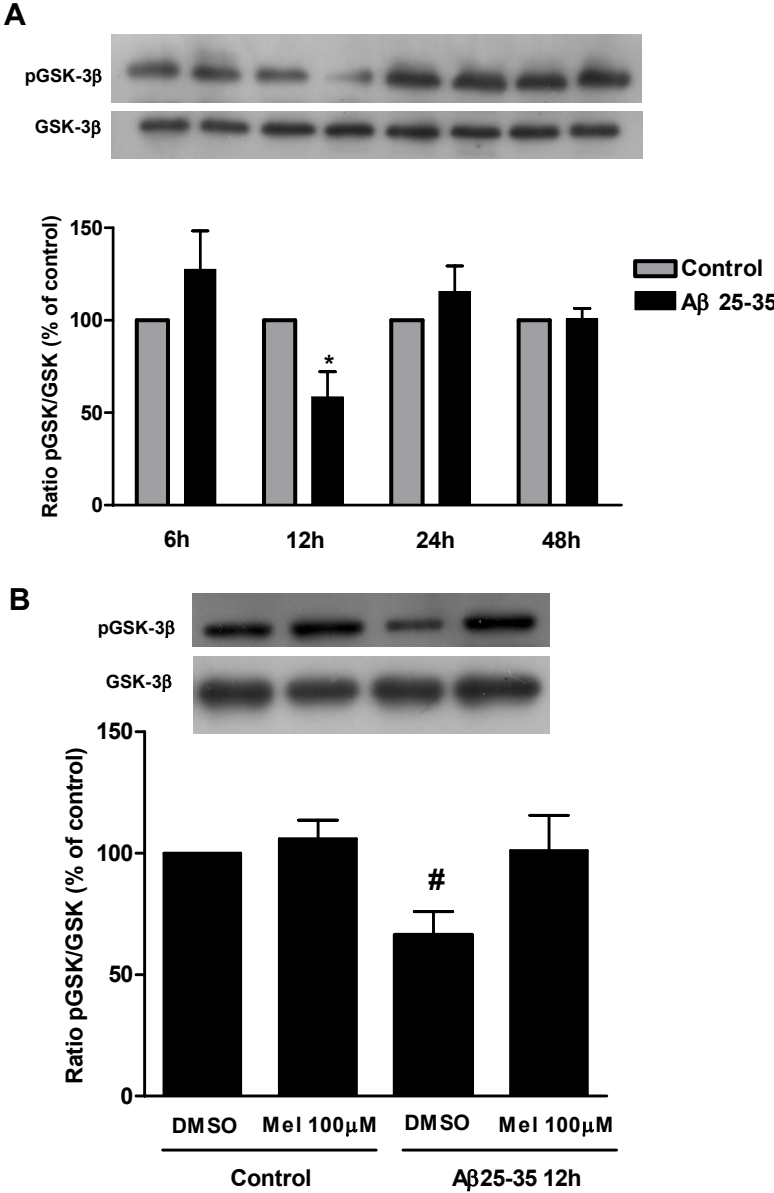 A
pGSK-3β
GSK-3β
Ratio pGSK/GSK (% of control)
150
100
50
0
*
Control
Aβ 25-35
6h 12h 24h 48h
B
pGSK-3β
GSK-3β
Ratio pGSK/GSK (% of control)
150
100
50
0
#
DMSO Mel 100μM DMSO Mel 100μM
Control Aβ25-35 12h